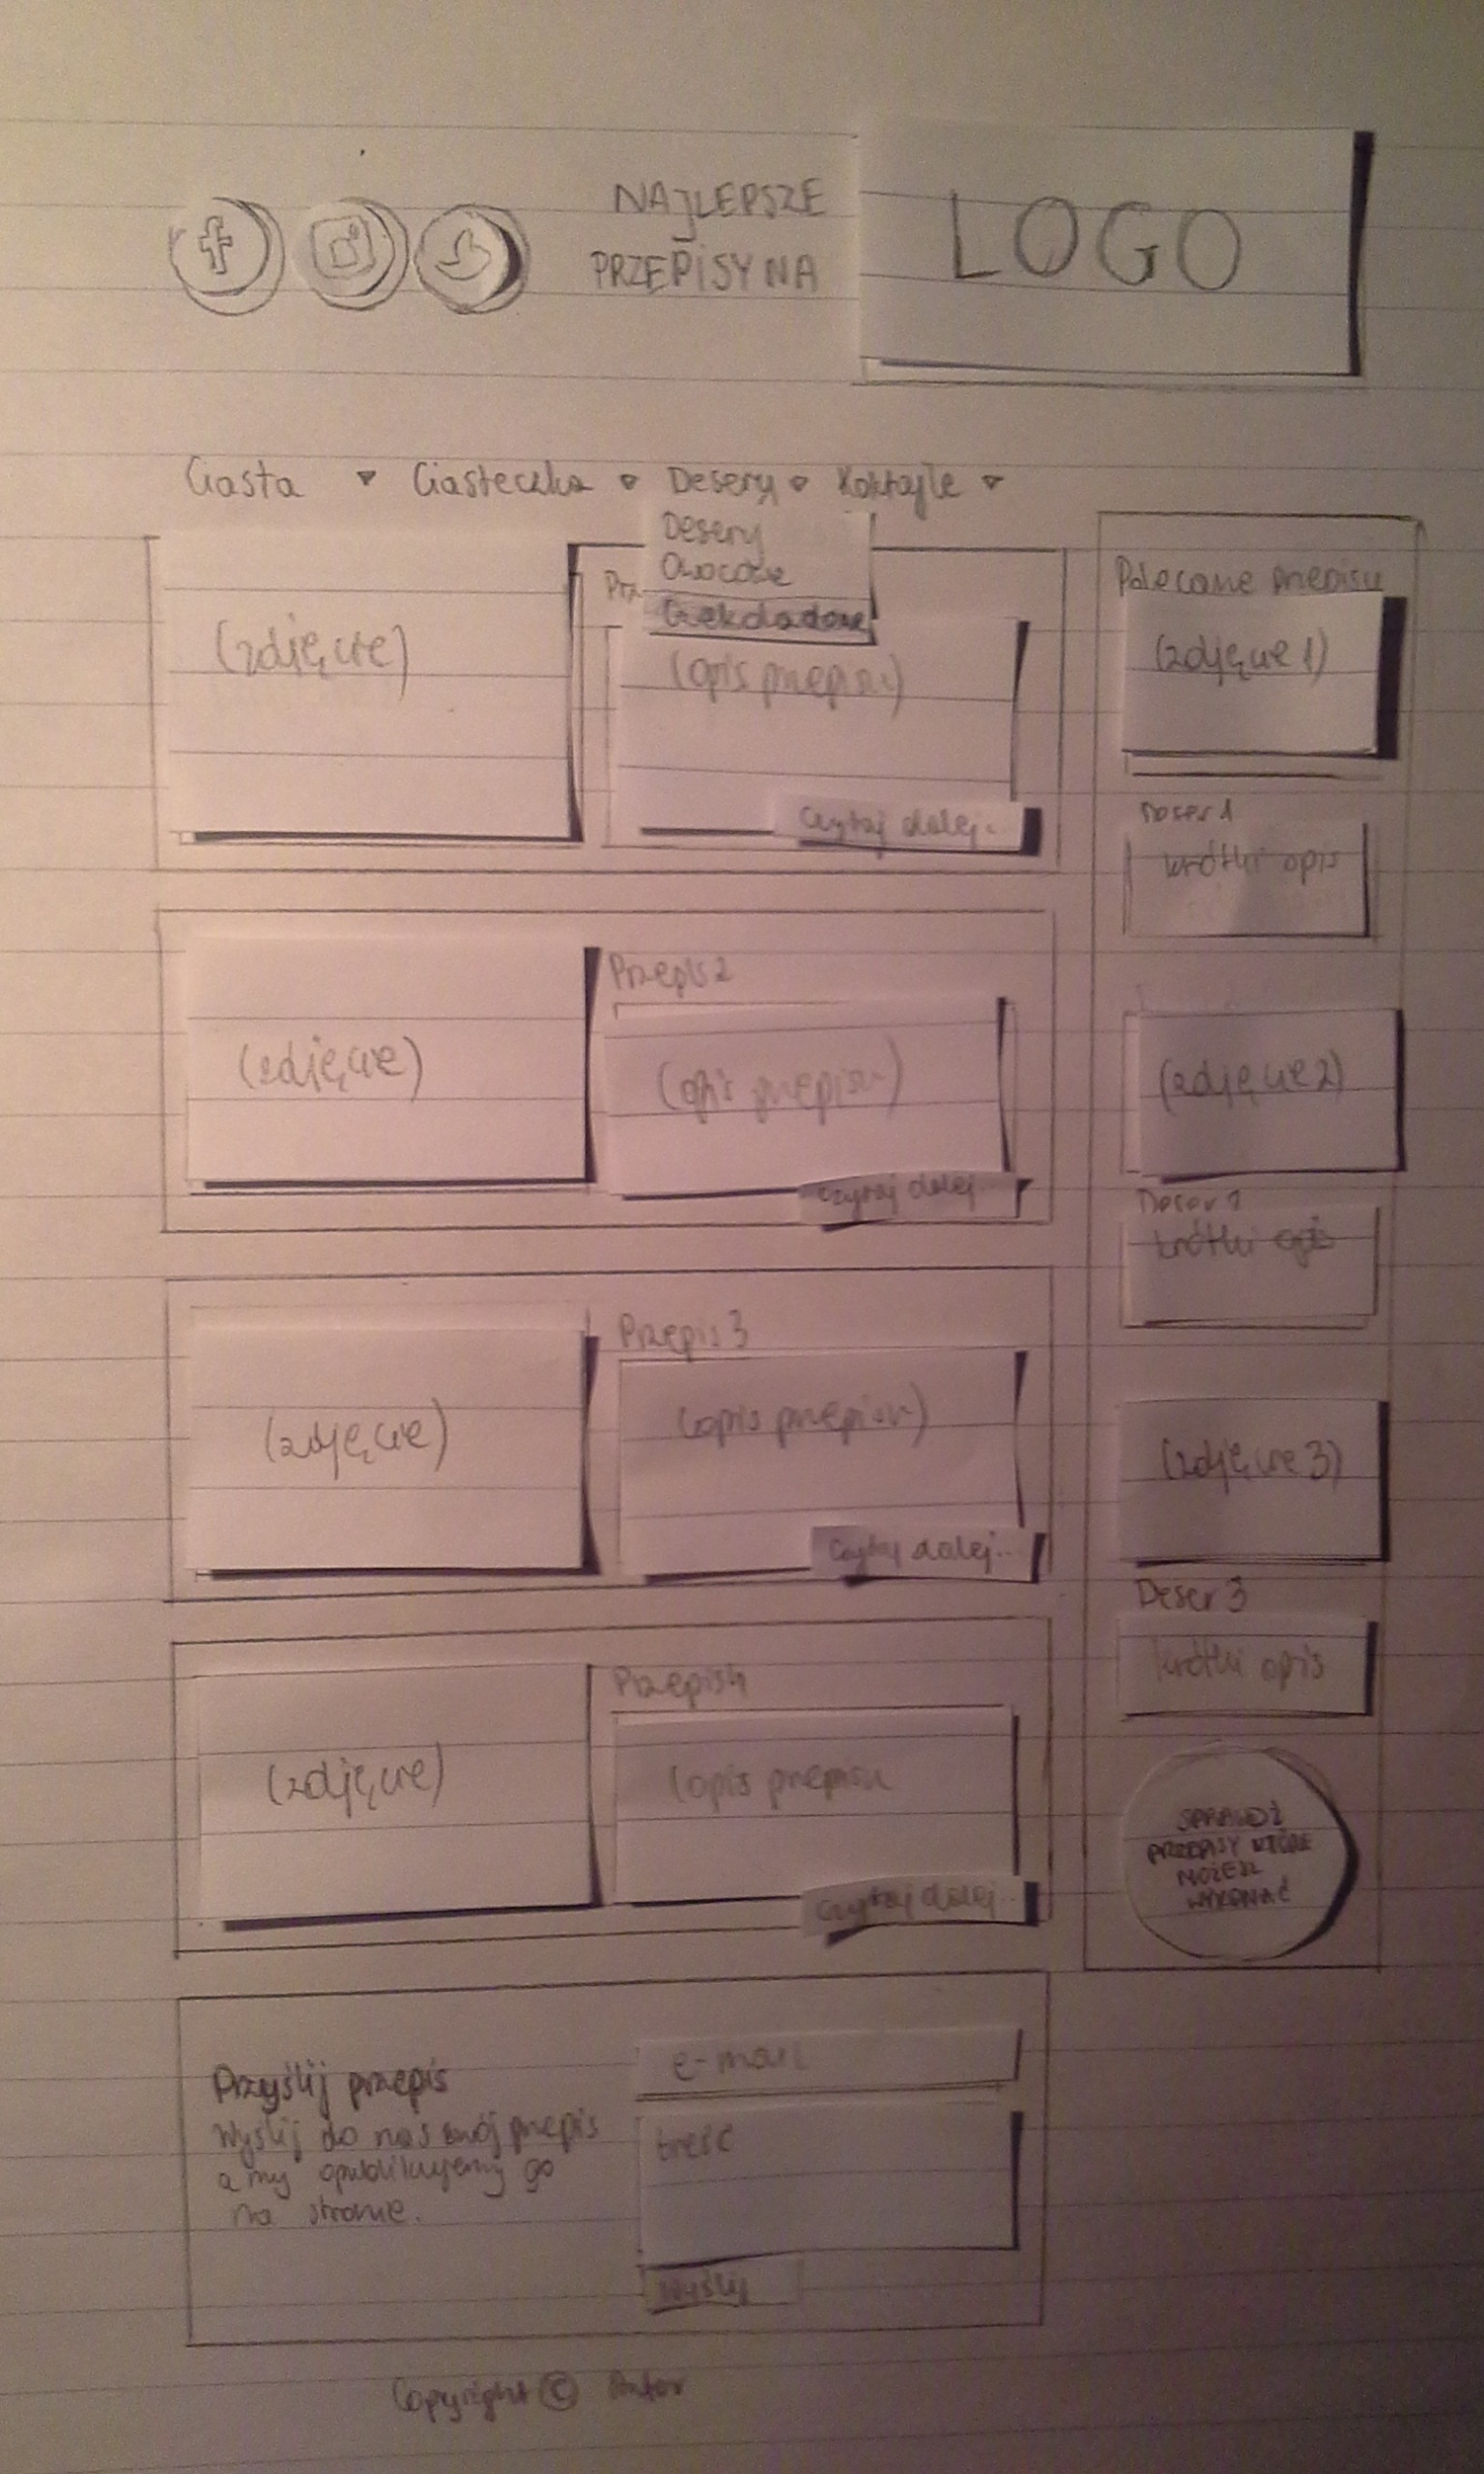 NAJLEPSZE
PRZEPISY NA
LOGO
Ciasta Ciasteczka Desery Koktajle
Desery
Owocowe
Czekoladowe
Prz
(zdjęcie)
(opis przepisu)
Czytaj dalej...
Przepis 2
(zdjęcie)
(opis przepisu)
Czytaj dalej...
Przepis 3
(zdjęcie)
(opis przepisu)
Czytaj dalej...
Przepis 4
(zdjęcie)
(opis przepisu
Czytaj dalej...
Polecane przepisy
(zdjęcie 1)
Deser 1
krótki opis
(zdjęcie 2)
Deser 2
krótki opis
(zdjęcie 3)
Deser 3
krótki opis
SPRAWDŹ
PRZEPISY KTÓRE
MOŻESZ
WYKONAĆ
Przyślij przepis
Wyślij do nas swój przepis
a my opublikujemy go
na stronie.
e-mail
treść
Wyślij
Copyright © Autor